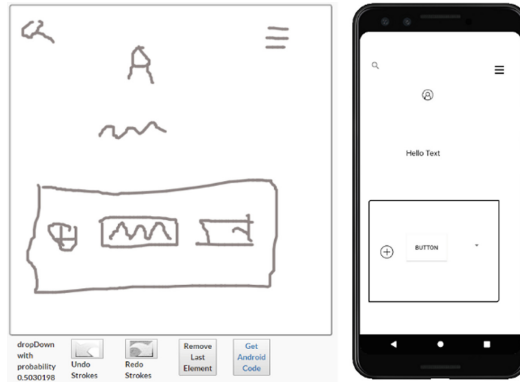 Hello Text
BUTTON
dropDown
with
probability
0.5030198
Undo
Strokes
Redo
Strokes
Remove
Last
Element
Get
Android
Code